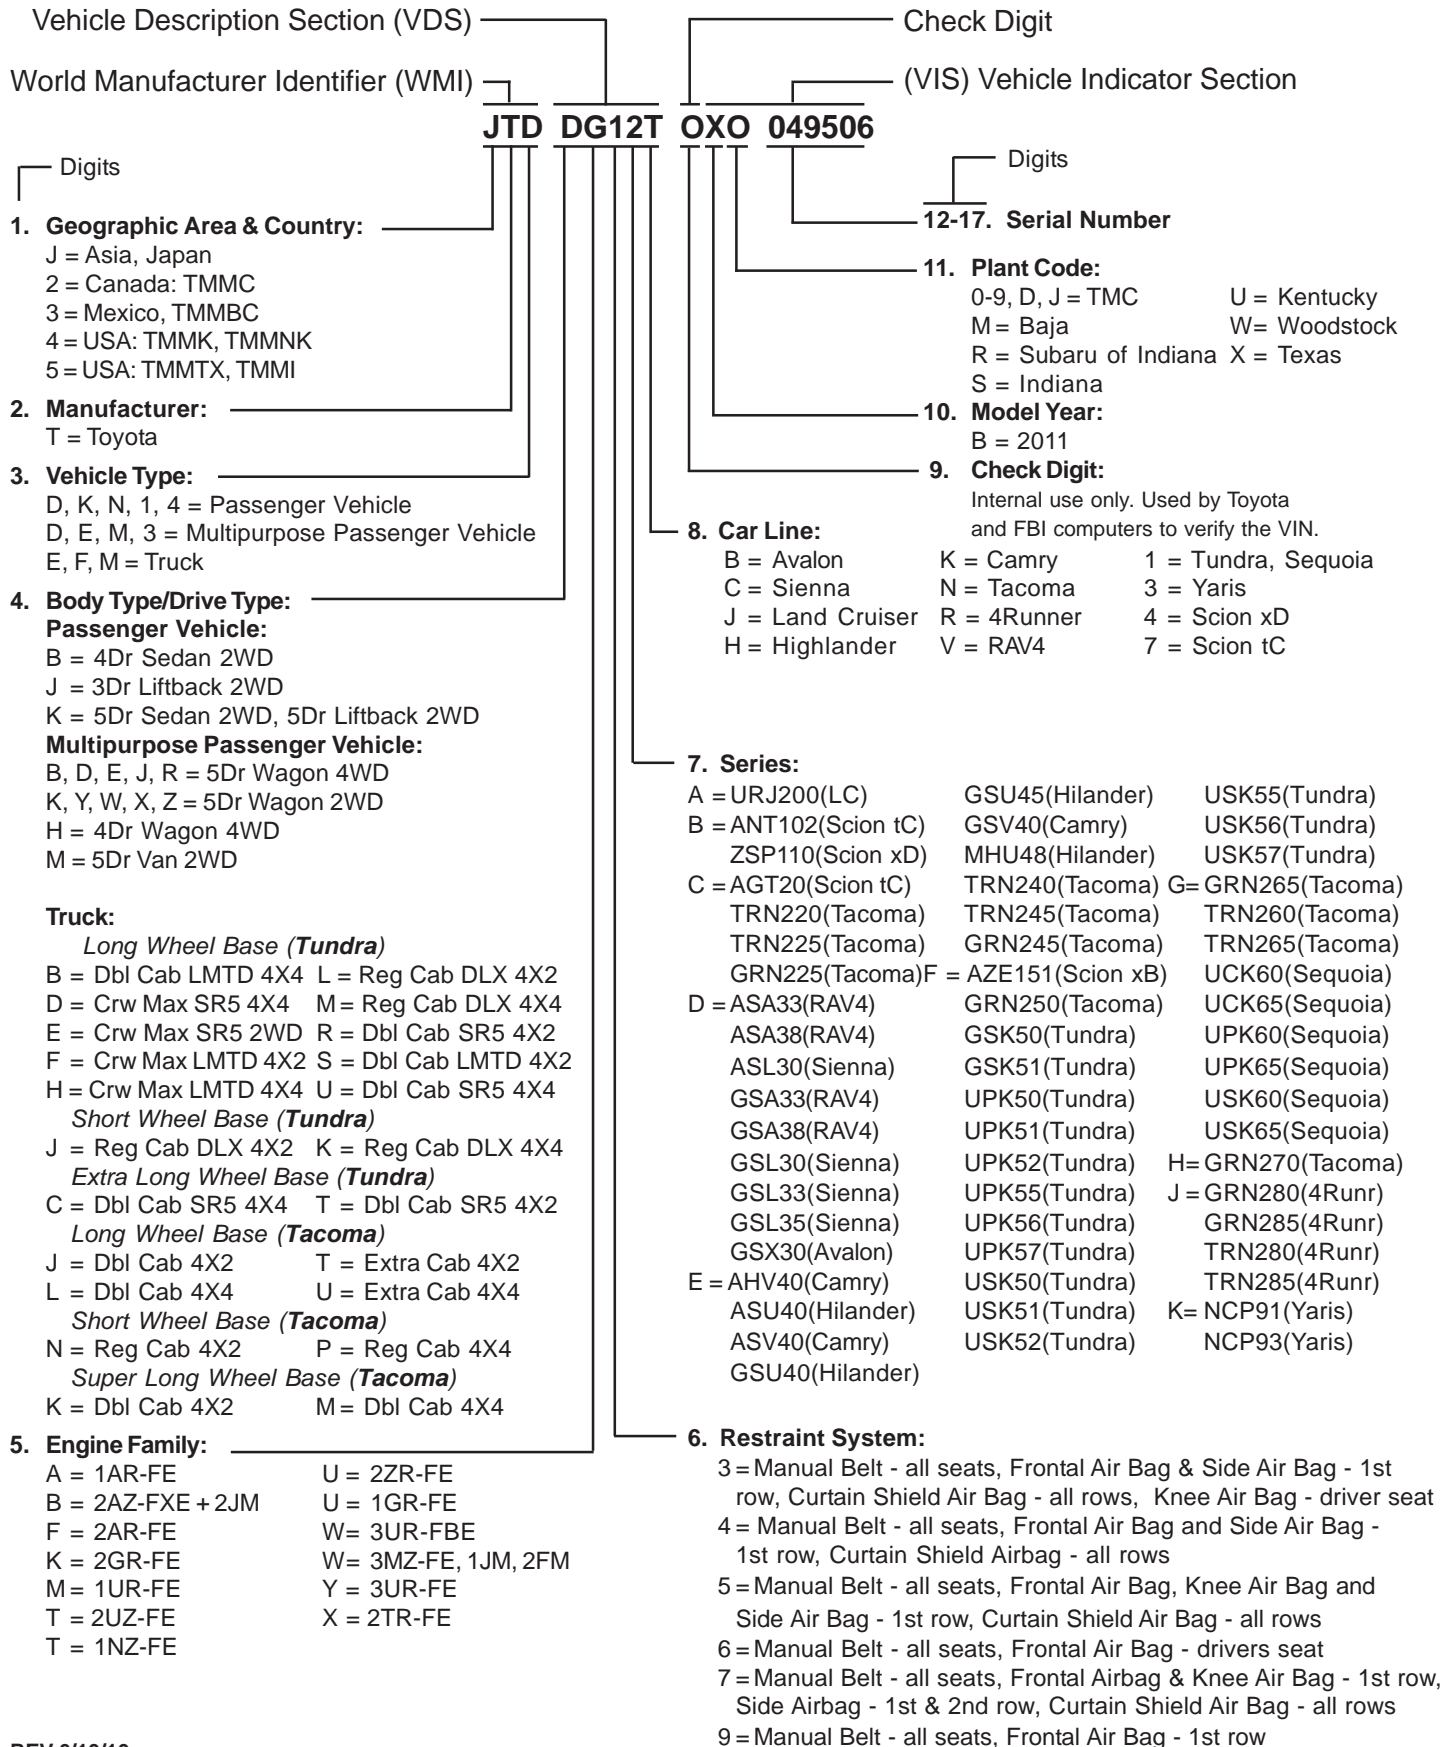 Vehicle Description Section (VDS)
Check Digit
World Manufacturer Identifier (WMI)
(VIS) Vehicle Indicator Section
JTD DG12T OXO 049506
Digits
Digits
1. Geographic Area & Country:
J = Asia, Japan
2 = Canada: TMMC
3 = Mexico, TMMBC
4 = USA: TMMK, TMMNK
5 = USA: TMMTX, TMMI
2. Manufacturer:
T = Toyota
3. Vehicle Type:
D, K, N, 1, 4 = Passenger Vehicle
D, E, M, 3 = Multipurpose Passenger Vehicle
E, F, M = Truck
4. Body Type/Drive Type:
Passenger Vehicle:
B = 4Dr Sedan 2WD
J = 3Dr Liftback 2WD
K = 5Dr Sedan 2WD, 5Dr Liftback 2WD
Multipurpose Passenger Vehicle:
B, D, E, J, R = 5Dr Wagon 4WD
K, Y, W, X, Z = 5Dr Wagon 2WD
H = 4Dr Wagon 4WD
M = 5Dr Van 2WD
Truck:
Long Wheel Base (Tundra)
B = Dbl Cab LMTD 4X4 L = Reg Cab DLX 4X2
D = Crw Max SR5 4X4 M = Reg Cab DLX 4X4
E = Crw Max SR5 2WD R = Dbl Cab SR5 4X2
F = Crw Max LMTD 4X2 S = Dbl Cab LMTD 4X2
H = Crw Max LMTD 4X4 U = Dbl Cab SR5 4X4
Short Wheel Base (Tundra)
J = Reg Cab DLX 4X2 K = Reg Cab DLX 4X4
Extra Long Wheel Base (Tundra)
C = Dbl Cab SR5 4X4 T = Dbl Cab SR5 4X2
Long Wheel Base (Tacoma)
J = Dbl Cab 4X2 T = Extra Cab 4X2
L = Dbl Cab 4X4 U = Extra Cab 4X4
Short Wheel Base (Tacoma)
N = Reg Cab 4X2 P = Reg Cab 4X4
Super Long Wheel Base (Tacoma)
K = Dbl Cab 4X2 M = Dbl Cab 4X4
5. Engine Family:
A = 1AR-FE U = 2ZR-FE
B = 2AZ-FXE + 2JM U = 1GR-FE
F = 2AR-FE W= 3UR-FBE
K = 2GR-FE W= 3MZ-FE, 1JM, 2FM
M = 1UR-FE Y = 3UR-FE
T = 2UZ-FE X = 2TR-FE
T = 1NZ-FE
12-17. Serial Number
11. Plant Code:
0-9, D, J = TMC U = Kentucky
M = Baja W= Woodstock
R = Subaru of Indiana X = Texas
S = Indiana
10. Model Year:
B = 2011
9. Check Digit:
Internal use only. Used by Toyota
and FBI computers to verify the VIN.
8. Car Line:
B = Avalon K = Camry 1 = Tundra, Sequoia
C = Sienna N = Tacoma 3 = Yaris
J = Land Cruiser R = 4Runner 4 = Scion xD
H = Highlander V = RAV4 7 = Scion tC
7. Series:
A = URJ200(LC) GSU45(Hilander) USK55(Tundra)
B = ANT102(Scion tC) GSV40(Camry) USK56(Tundra)
ZSP110(Scion xD) MHU48(Hilander) USK57(Tundra)
C = AGT20(Scion tC) TRN240(Tacoma) G= GRN265(Tacoma)
TRN220(Tacoma) TRN245(Tacoma) TRN260(Tacoma)
TRN225(Tacoma) GRN245(Tacoma) TRN265(Tacoma)
GRN225(Tacoma) F = AZE151(Scion xB) UCK60(Sequoia)
D = ASA33(RAV4) GRN250(Tacoma) UCK65(Sequoia)
ASA38(RAV4) GSK50(Tundra) UPK60(Sequoia)
ASL30(Sienna) GSK51(Tundra) UPK65(Sequoia)
GSA33(RAV4) UPK50(Tundra) USK60(Sequoia)
GSA38(RAV4) UPK51(Tundra) USK65(Sequoia)
GSL30(Sienna) UPK52(Tundra) H= GRN270(Tacoma)
GSL33(Sienna) UPK55(Tundra) J = GRN280(4Runr)
GSL35(Sienna) UPK56(Tundra) GRN285(4Runr)
GSX30(Avalon) UPK57(Tundra) TRN280(4Runr)
E = AHV40(Camry) USK50(Tundra) TRN285(4Runr)
ASU40(Hilander) USK51(Tundra) K= NCP91(Yaris)
ASV40(Camry) USK52(Tundra) NCP93(Yaris)
GSU40(Hilander)
6. Restraint System:
3 = Manual Belt - all seats, Frontal Air Bag & Side Air Bag - 1st
row, Curtain Shield Air Bag - all rows, Knee Air Bag - driver seat
4 = Manual Belt - all seats, Frontal Air Bag and Side Air Bag -
1st row, Curtain Shield Airbag - all rows
5 = Manual Belt - all seats, Frontal Air Bag, Knee Air Bag and
Side Air Bag - 1st row, Curtain Shield Air Bag - all rows
6 = Manual Belt - all seats, Frontal Air Bag - drivers seat
7 = Manual Belt - all seats, Frontal Airbag & Knee Air Bag - 1st row,
Side Airbag - 1st & 2nd row, Curtain Shield Air Bag - all rows
9 = Manual Belt - all seats, Frontal Air Bag - 1st row